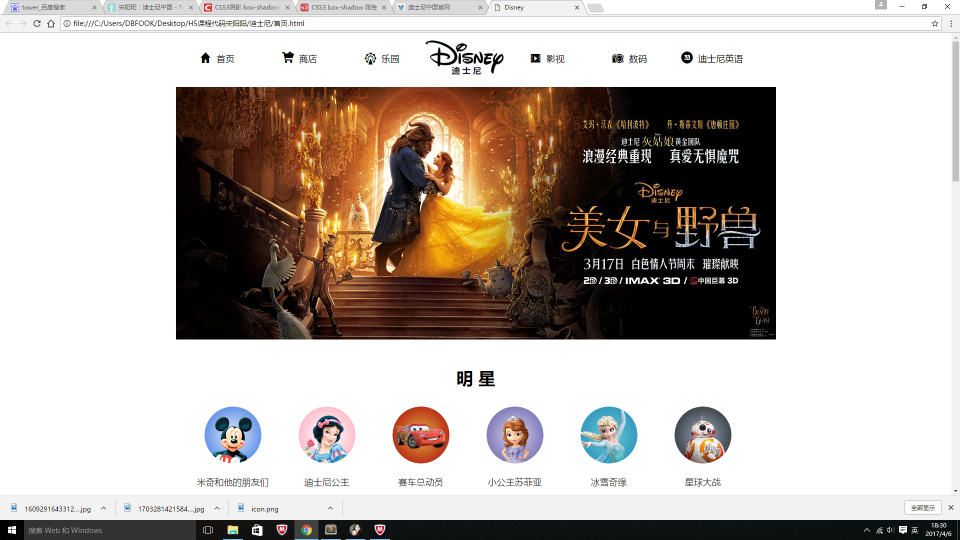 tower_百度搜索
宋阳阳：迪士尼中国 - T
CSS3阴影 box-shadow
CSS3 box-shadow 属性
迪士尼中国官网
Disney
file:///C:/Users/DBFOOK/Desktop/H5课程代码宋阳阳/迪士尼/首页.html
首页
商店
乐园
Disney
迪士尼
影视
数码
迪士尼英语
艾玛·沃森《哈利波特》 丹·斯蒂文斯《唐顿庄园》
迪士尼 灰姑娘 黄金团队
浪漫经典重现 真爱无惧魔咒
Disney
迪士尼
美女与野兽
3月17日 白色情人节周末 璀璨献映
2D / 3D / IMAX 3D / 中国巨幕 3D
明 星
米奇和他的朋友们
迪士尼公主
赛车总动员
小公主苏菲亚
冰雪奇缘
星球大战
1609291643312....jpg
1703281421584....jpg
icon.png
全部显示
搜索 Web 和 Windows
英
18:30
2017/4/6